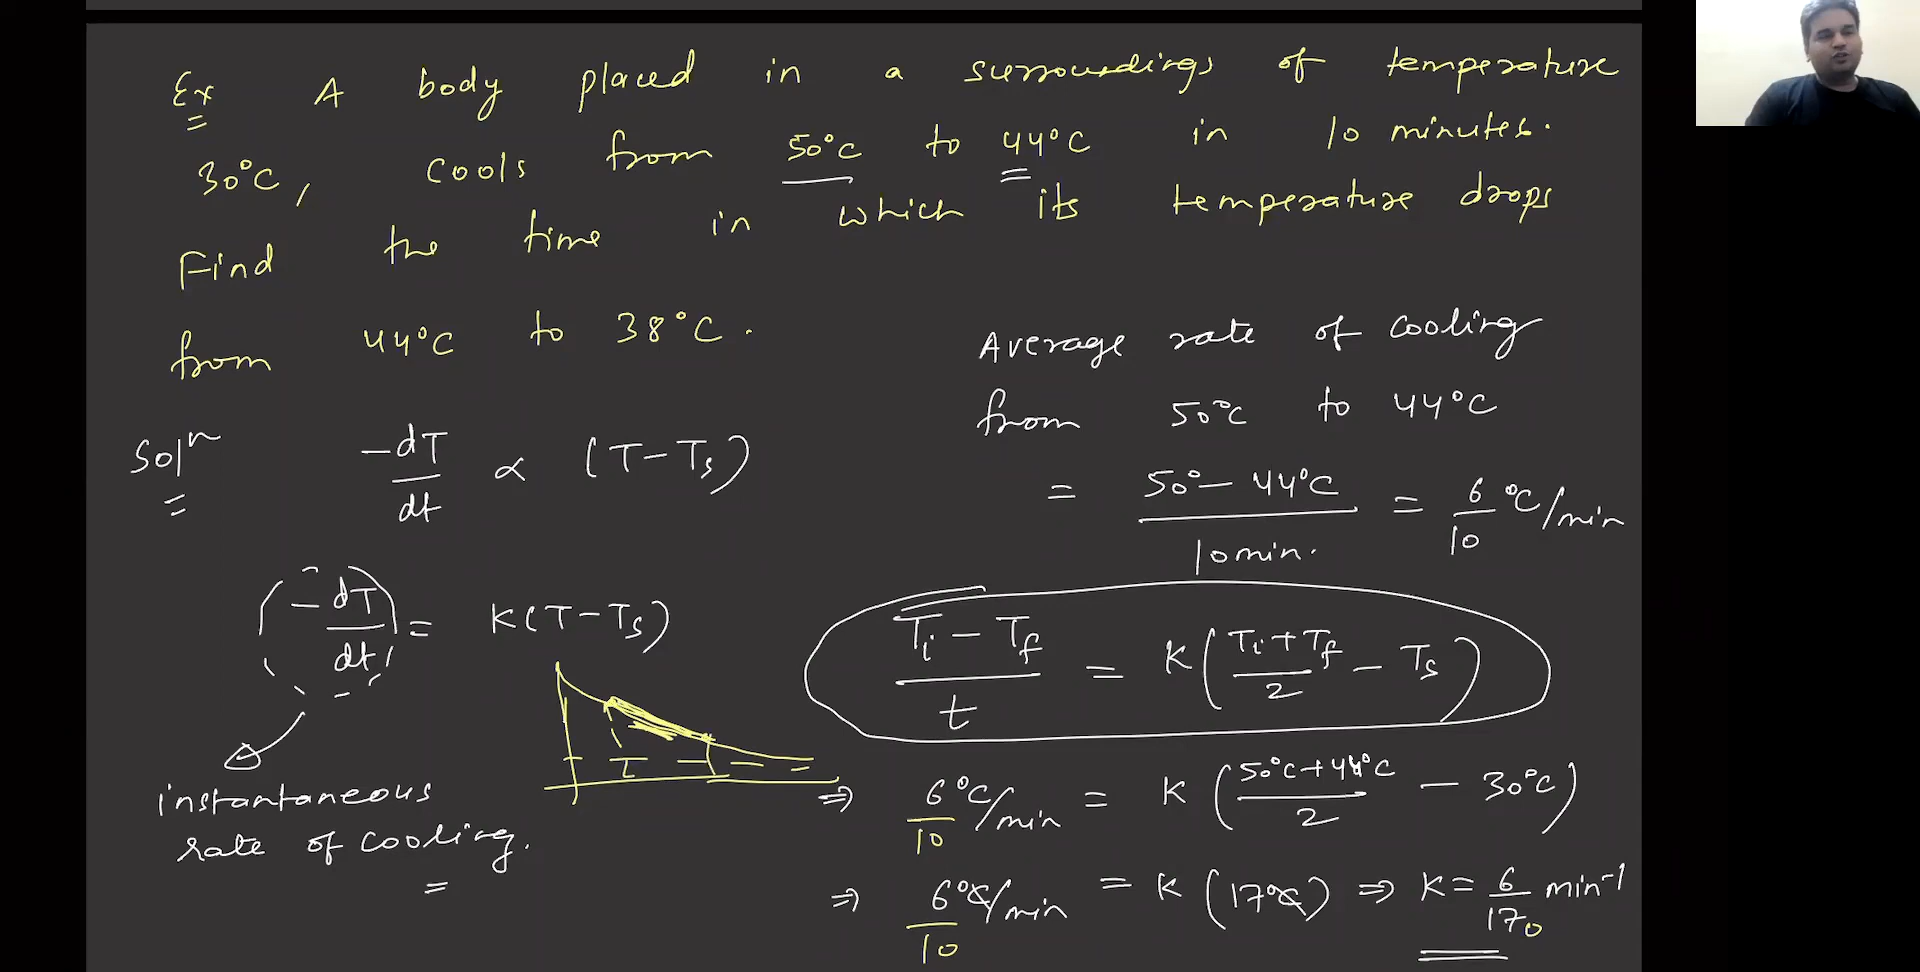 Ex A body placed in a surroundings of temperature
30°C, cools from 50°C to 44°C in 10 minutes.
Find the time in which its temperature drops
from 44°C to 38°C.
Solⁿ -dT/dt ∝ (T-Ts)
-dT/dt = K(T-Ts)
instantaneous
rate of cooling.
Average rate of cooling
from 50°C to 44°C
= 50°-44°C/10min. = 6/10 °C/min
Ti-Tf/t = K(Ti+Tf/2 - Ts)
⇒ 6/10 °C/min = K(50°C+44°C/2 - 30°C)
⇒ 6/10 °C/min = K(17°C) ⇒ K = 6/170 min⁻¹